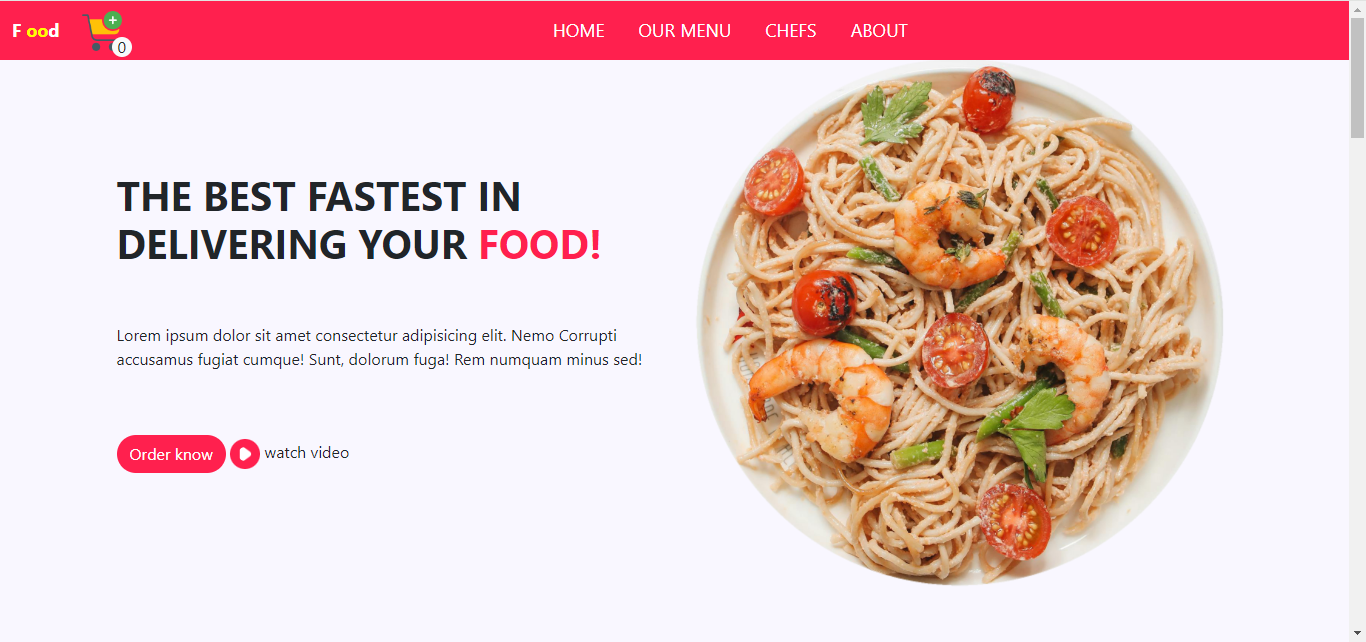 F ood
0
HOME OUR MENU CHEFS ABOUT
THE BEST FASTEST IN
DELIVERING YOUR FOOD!
Lorem ipsum dolor sit amet consectetur adipisicing elit. Nemo Corrupti
accusamus fugiat cumque! Sunt, dolorum fuga! Rem numquam minus sed!
Order know watch video